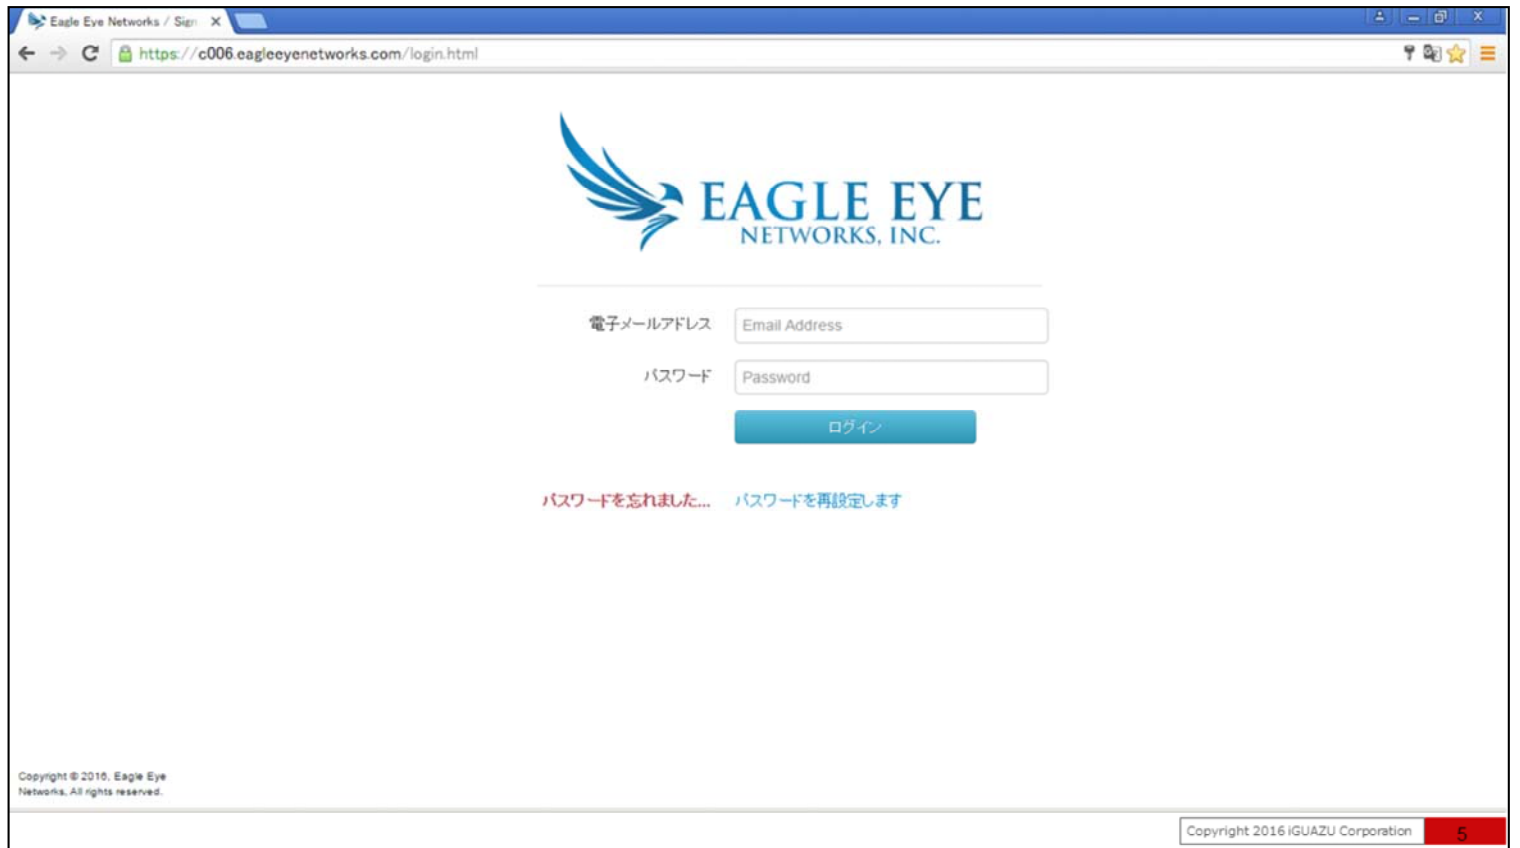 Eagle Eye Networks / Sign
https://c006.eagleeyenetworks.com/login.html
EAGLE EYE
NETWORKS, INC.
電子メールアドレス Email Address
パスワード Password
ログイン
パスワードを忘れました... パスワードを再設定します
Copyright © 2016, Eagle Eye
Networks, All rights reserved.
Copyright 2016 iGUAZU Corporation 5